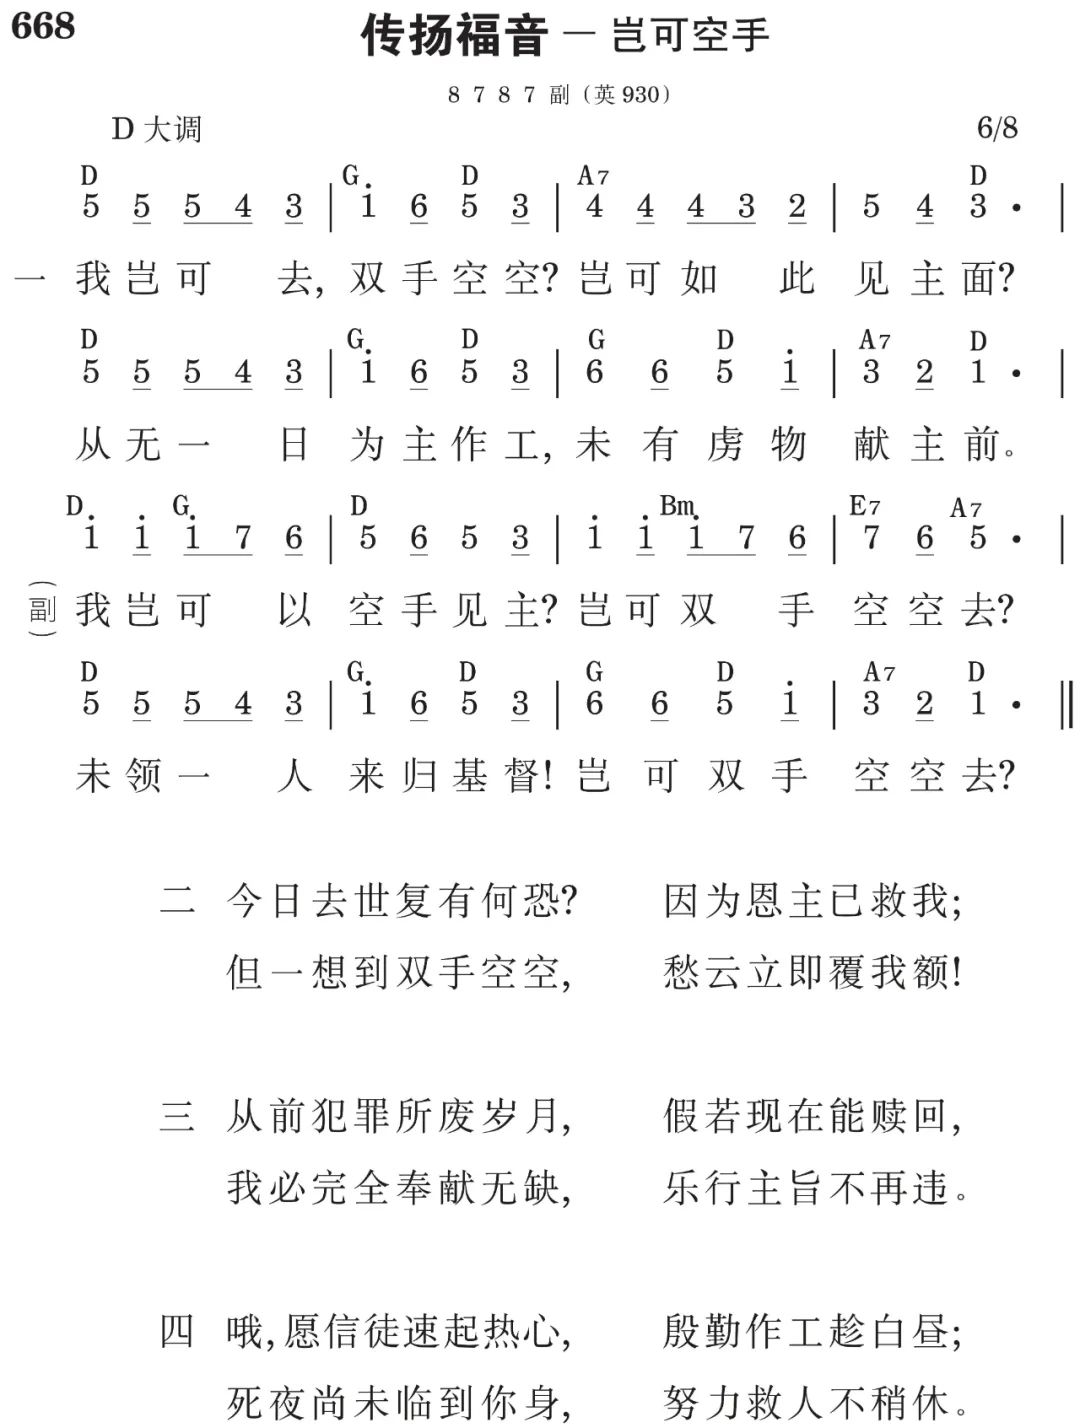 668
传扬福音－岂可空手
8 7 8 7 副（英930）
D大调 6/8
D G D A7 D
5 5 5 4 3 | 1̇ 6 5 3 | 4 4 4 3 2 | 5 4 3 · |
一 我岂可 去, 双手空空? 岂可如 此 见主面?
D G D G D A7 D
5 5 5 4 3 | 1̇ 6 5 3 | 6 6 5 1̇ | 3 2 1 · |
从无一 日 为主作工, 未有虏物 献主前。
D G D Bm E7 A7
1̇ 1̇ 1̇ 7 6 | 5 6 5 3 | 1̇ 1̇ 1̇ 7 6 | 7 6 5 · |
(副) 我岂可 以 空手见主? 岂可双 手 空空去?
D G D G D A7 D
5 5 5 4 3 | 1̇ 6 5 3 | 6 6 5 1̇ | 3 2 1 · ‖
未领一 人 来归基督! 岂可双手 空空去?
二 今日去世复有何恐? 因为恩主已救我;
但一想到双手空空, 愁云立即覆我额!
三 从前犯罪所废岁月, 假若现在能赎回,
我必完全奉献无缺, 乐行主旨不再违。
四 哦,愿信徒速起热心, 殷勤作工趁白昼;
死夜尚未临到你身, 努力救人不稍休。